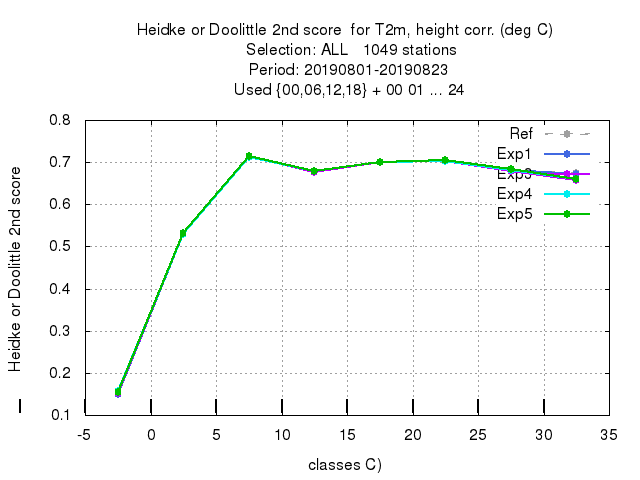 Heidke or Doolittle 2nd score for T2m, height corr. (deg C)
Selection: ALL 1049 stations
Period: 20190801-20190823
Used {00,06,12,18} + 00 01 ... 24
Heidke or Doolittle 2nd score
0.8
0.7
0.6
0.5
0.4
0.3
0.2
0.1
Ref
Exp1
Exp3
Exp4
Exp5
-5 0 5 10 15 20 25 30 35
classes C)